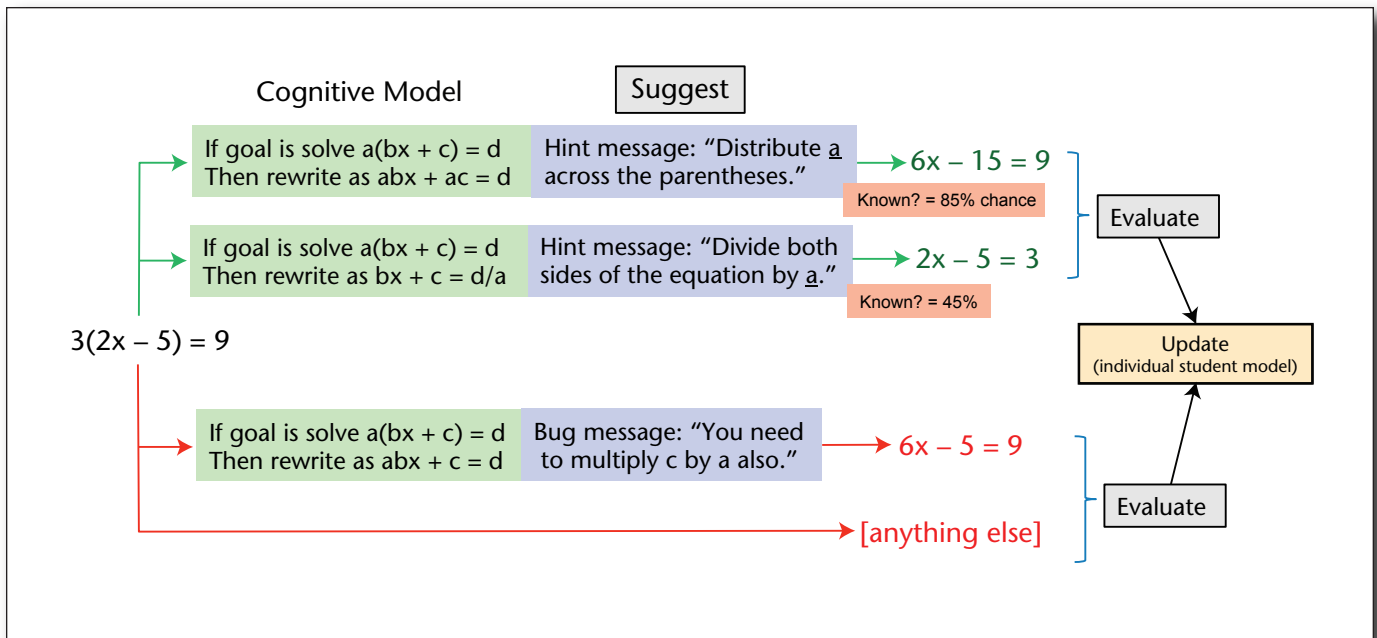 Cognitive Model
Suggest
If goal is solve a(bx + c) = d
Then rewrite as abx + ac = d
Hint message: “Distribute a
across the parentheses.”
6x – 15 = 9
Known? = 85% chance
Evaluate
If goal is solve a(bx + c) = d
Then rewrite as bx + c = d/a
Hint message: “Divide both
sides of the equation by a.”
2x – 5 = 3
Known? = 45%
3(2x – 5) = 9
Update
(individual student model)
If goal is solve a(bx + c) = d
Then rewrite as abx + c = d
Bug message: “You need
to multiply c by a also.”
6x – 5 = 9
Evaluate
[anything else]